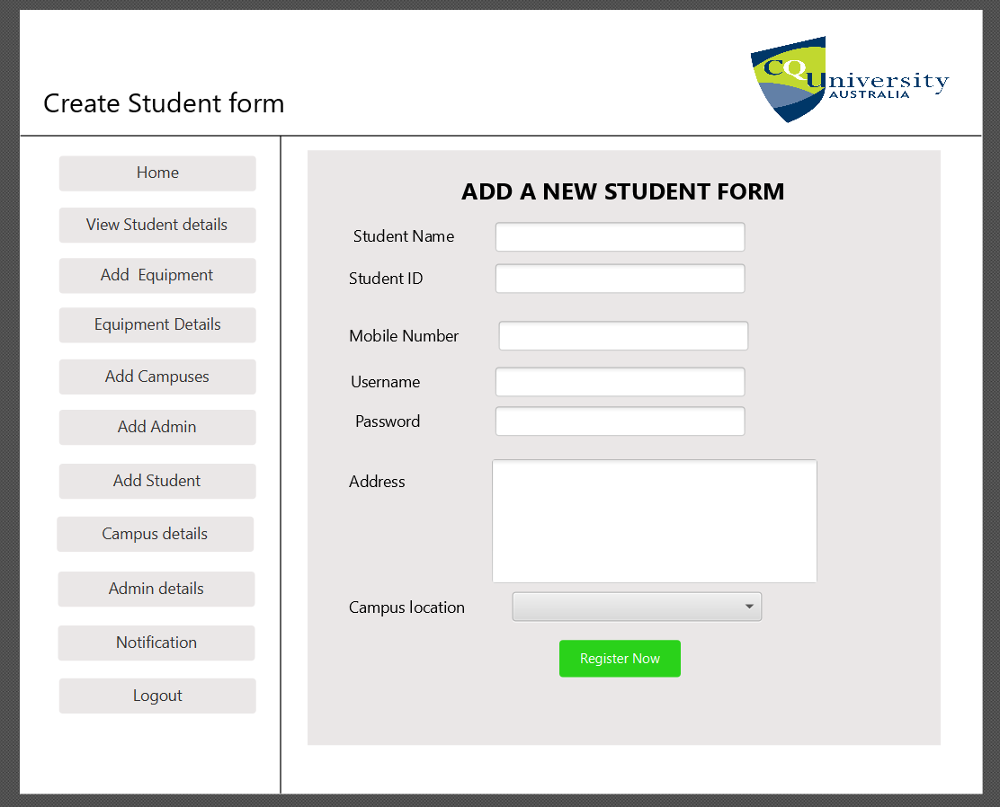 CQUniversity
AUSTRALIA
Create Student form
Home
View Student details
Add  Equipment
Equipment Details
Add Campuses
Add Admin
Add Student
Campus details
Admin details
Notification
Logout
ADD A NEW STUDENT FORM
Student Name
Student ID
Mobile Number
Username
Password
Address
Campus location
Register Now